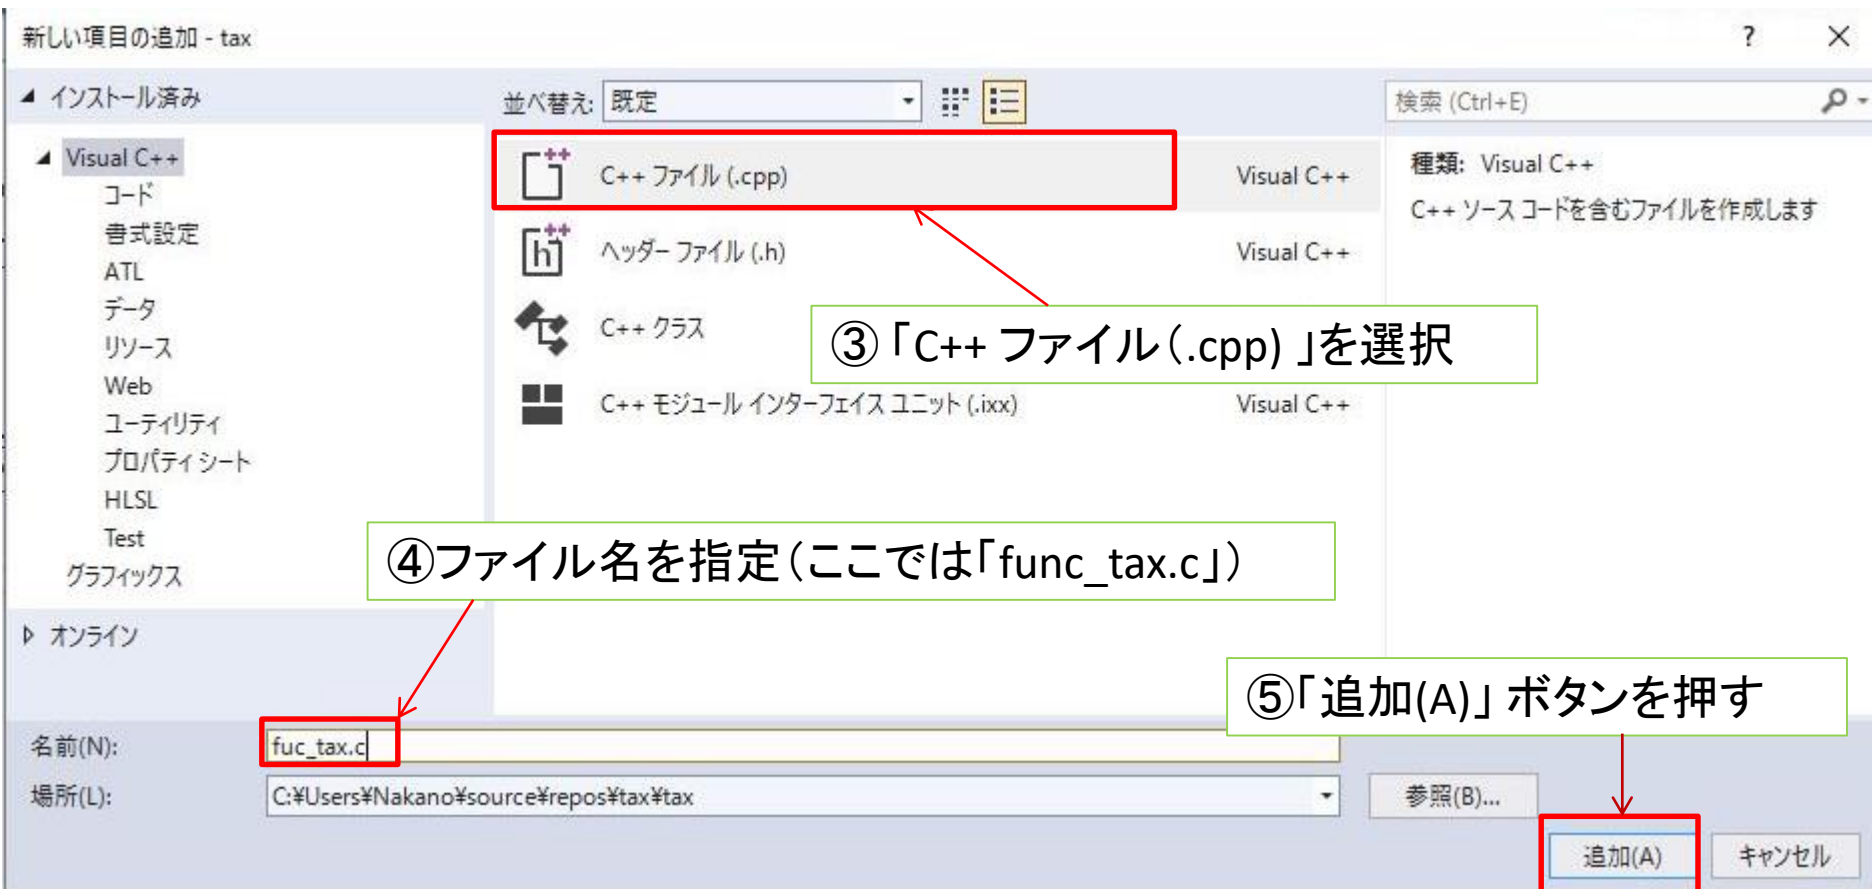 新しい項目の追加 - tax
?
インストール済み
並べ替え: 既定
検索 (Ctrl+E)
Visual C++
コード
書式設定
ATL
データ
リソース
Web
ユーティリティ
プロパティ シート
HLSL
Test
グラフィックス
オンライン
C++ ファイル (.cpp) Visual C++
ヘッダー ファイル (.h) Visual C++
C++ クラス
C++ モジュール インターフェイス ユニット (.ixx) Visual C++
種類: Visual C++
C++ ソース コードを含むファイルを作成します
③「C++ ファイル(.cpp) 」を選択
④ファイル名を指定(ここでは「func_tax.c」)
⑤「追加(A)」 ボタンを押す
名前(N): fuc_tax.c
場所(L): C:¥Users¥Nakano¥source¥repos¥tax¥tax
参照(B)...
追加(A) キャンセル